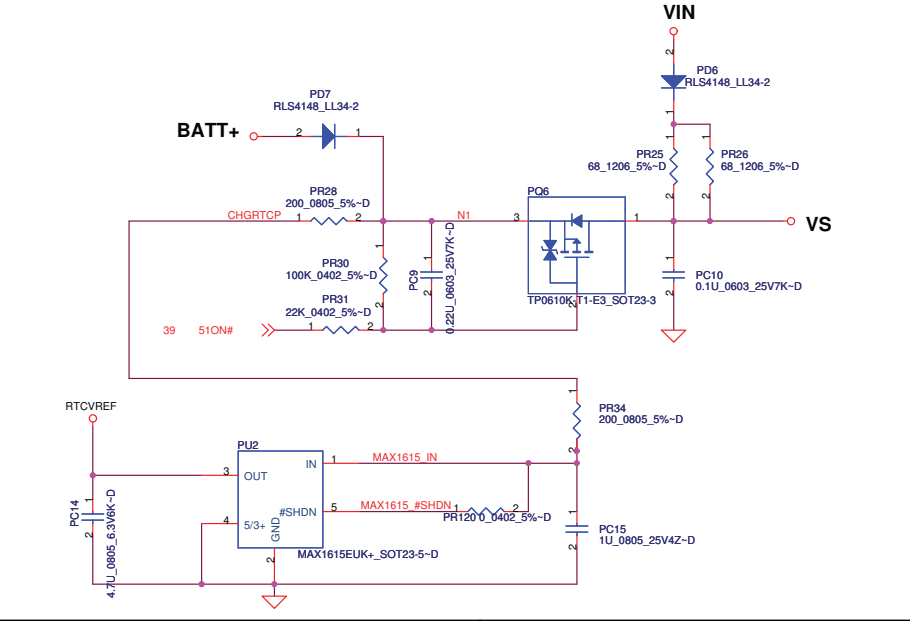 VIN
2
PD6
RLS4148_LL34-2
1
PD7
RLS4148_LL34-2
BATT+
2
1
1
1
PR25
68_1206_5%~D
PR26
68_1206_5%~D
2
2
PR28
200_0805_5%~D
CHGRTCP
1
2
N1
PQ6
3
1
VS
1
PR30
100K_0402_5%~D
2
1
PC9
2
0.22U_0603_25V7K~D
1
PC10
0.1U_0603_25V7K~D
2
TP0610K-T1-E3_SOT23-3
2
PR31
22K_0402_5%~D
39
51ON#
1
2
RTCVREF
1
PR34
200_0805_5%~D
2
PU2
3
OUT
IN
1
MAX1615_IN
4
5/3+
#SHDN
5
MAX1615_#SHDN
1
2
PR120 0_0402_5%~D
GND
2
MAX1615EUK+_SOT23-5~D
1
PC14
2
4.7U_0805_6.3V6K~D
1
PC15
1U_0805_25V4Z~D
2